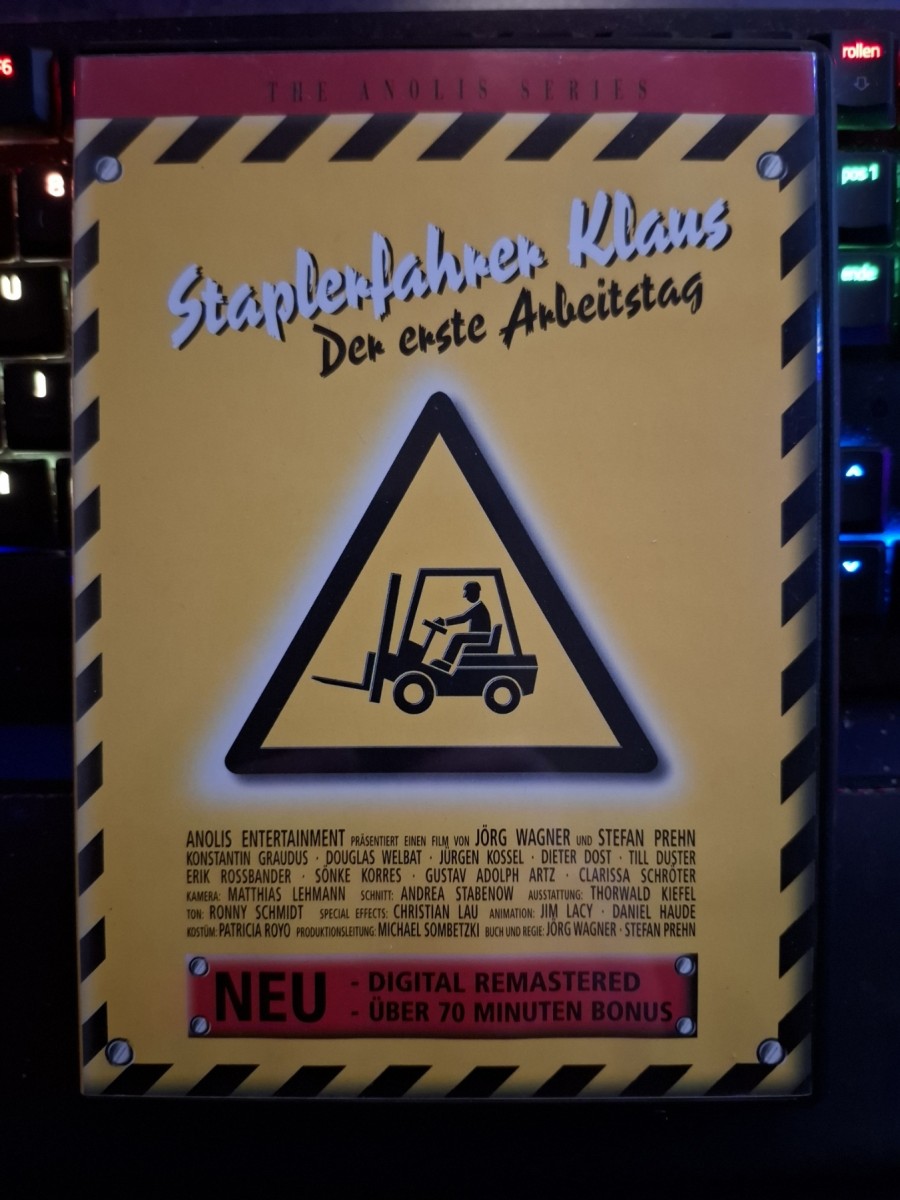 THE ANOLIS SERIES
Staplerfahrer Klaus
Der erste Arbeitstag
ANOLIS ENTERTAINMENT PRÄSENTIERT EINEN FILM VON JÖRG WAGNER UND STEFAN PREHN
KONSTANTIN GRAUDUS · DOUGLAS WELBAT · JÜRGEN KOSSEL · DIETER DOST · TILL DUSTER
ERIK ROSSBANDER · SÖNKE KORRES · GUSTAV ADOLPH ARTZ · CLARISSA SCHRÖTER
KAMERA: MATTHIAS LEHMANN SCHNITT: ANDREA STABENOW AUSSTATTUNG: THORWALD KIEFEL
TON: RONNY SCHMIDT SPECIAL EFFECTS: CHRISTIAN LAU ANIMATION: JIM LACY · DANIEL HAUDE
KOSTÜM: PATRICIA ROYO PRODUKTIONSLEITUNG: MICHAEL SOMBETZKI BUCH UND REGIE: JÖRG WAGNER · STEFAN PREHN
NEU - DIGITAL REMASTERED
- ÜBER 70 MINUTEN BONUS
rollen
pos 1
ende
8
U